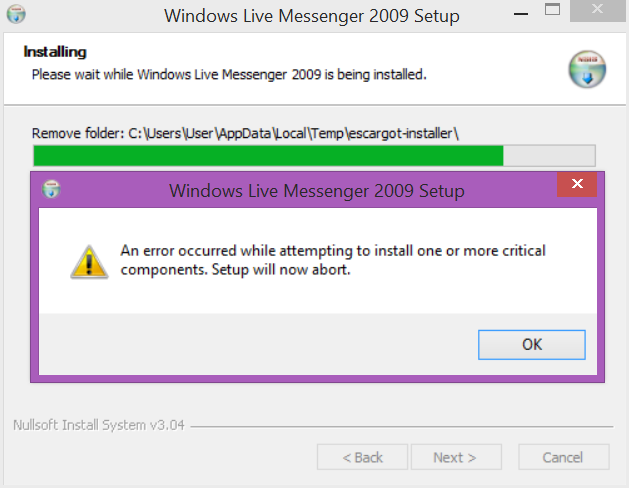 Windows Live Messenger 2009 Setup
Installing
Please wait while Windows Live Messenger 2009 is being installed.
Remove folder: C:\Users\User\AppData\Local\Temp\escargot-installer\
Windows Live Messenger 2009 Setup
An error occurred while attempting to install one or more critical
components. Setup will now abort.
OK
Nullsoft Install System v3.04
< Back Next > Cancel